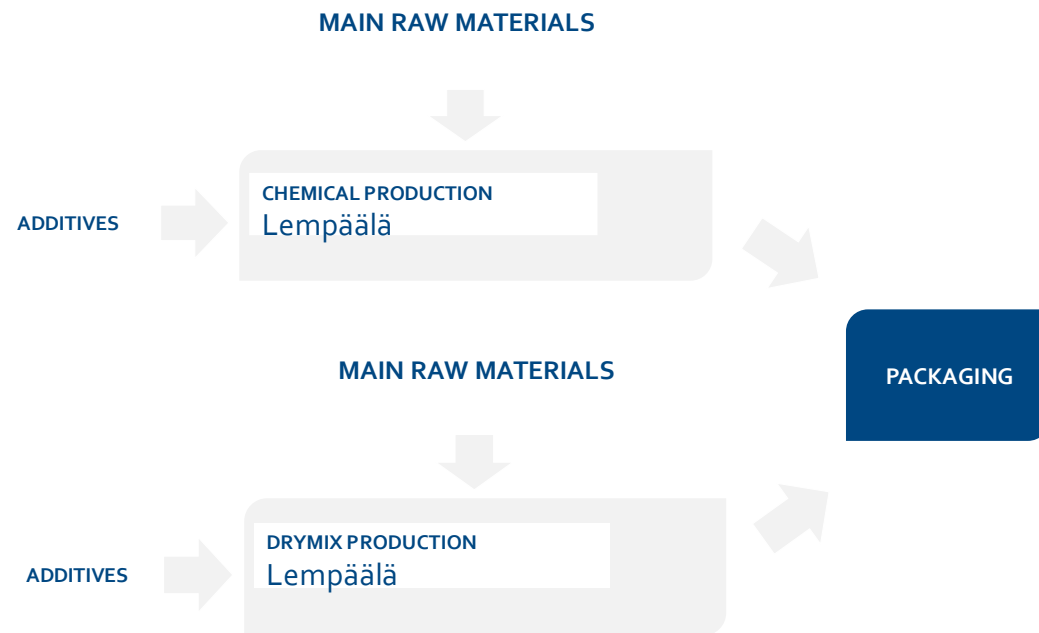 MAIN RAW MATERIALS
CHEMICAL PRODUCTION
Lempäälä
ADDITIVES
MAIN RAW MATERIALS
PACKAGING
DRYMIX PRODUCTION
Lempäälä
ADDITIVES